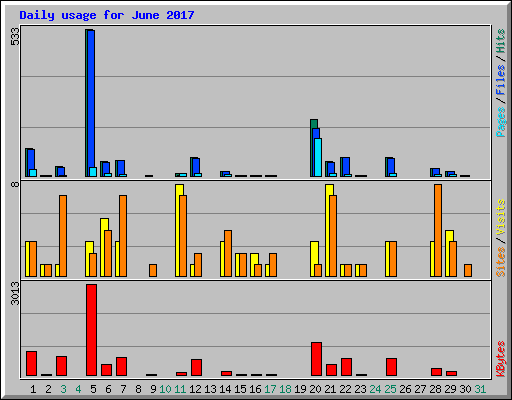 Daily usage for June 2017
533
Pages / Files / Hits
8
Sites / Visits
3013
KBytes
1 2 3 4 5 6 7 8 9 10 11 12 13 14 15 16 17 18 19 20 21 22 23 24 25 26 27 28 29 30 31